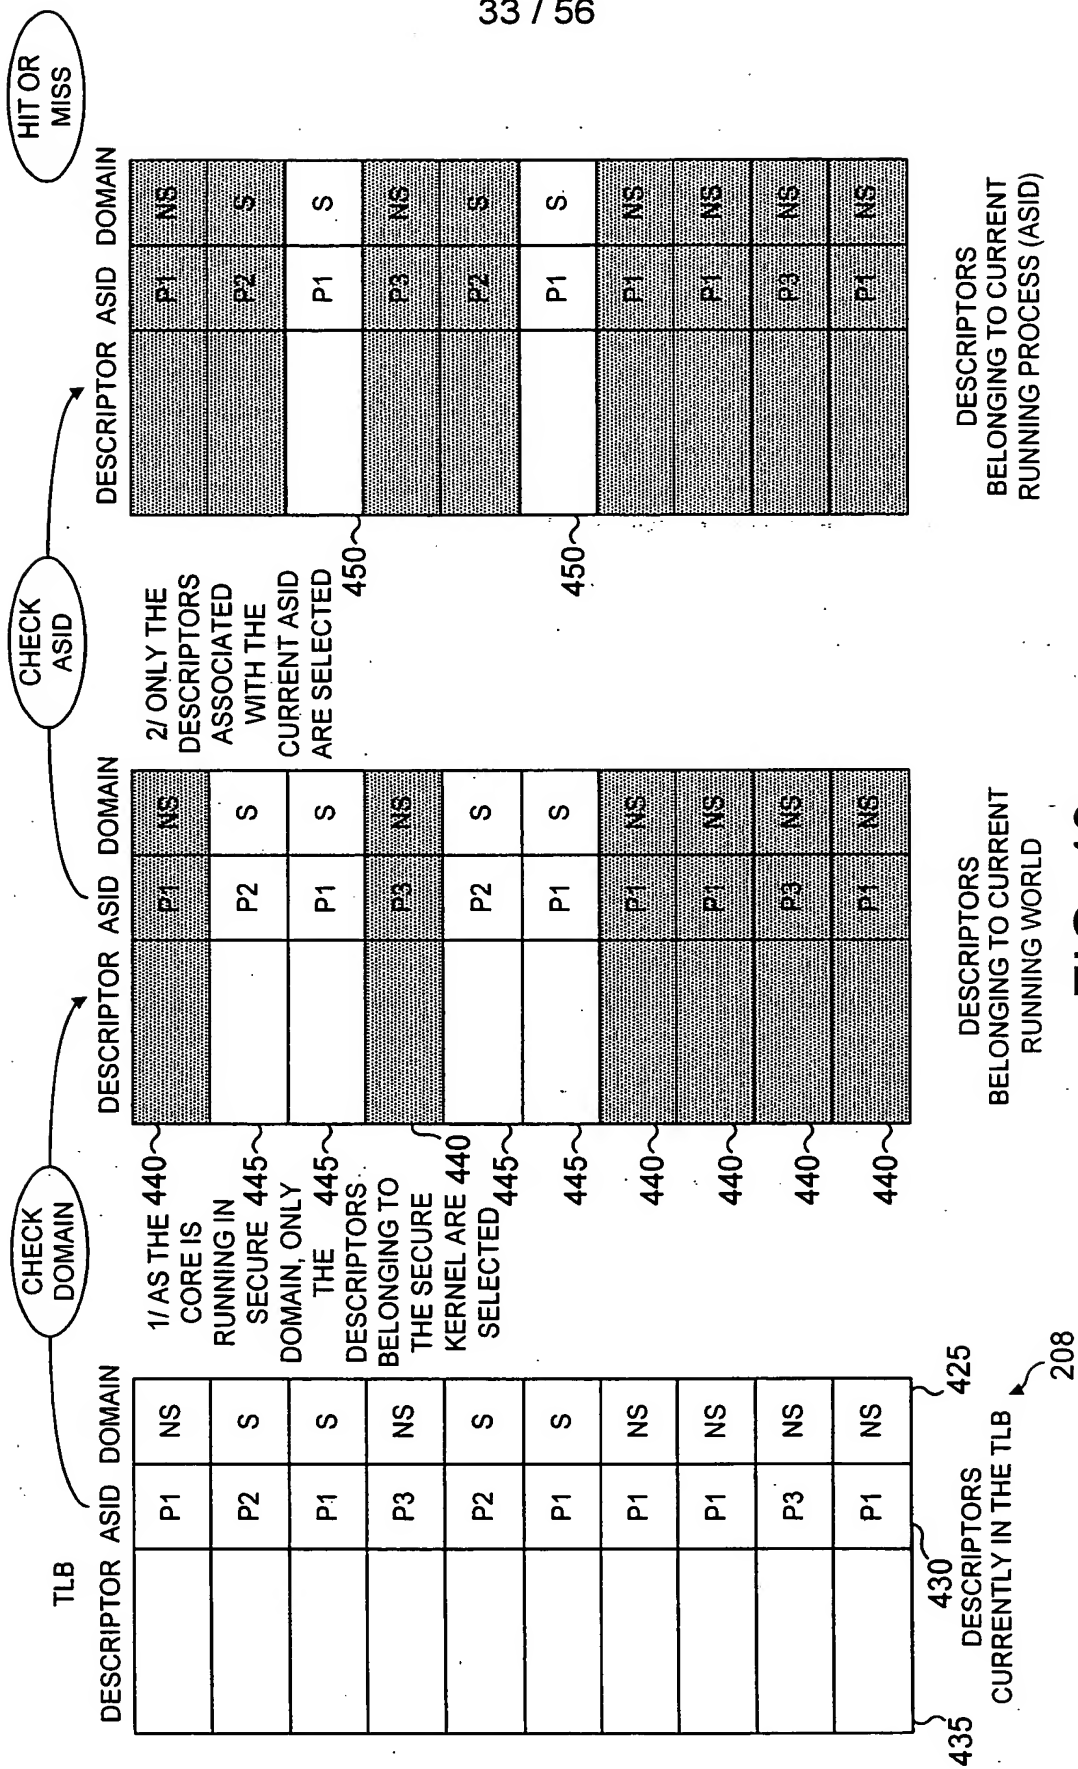 33 / 56
TLB
DESCRIPTOR ASID DOMAIN
P1 NS
P2 S
P1 S
P3 NS
P2 S
P1 S
P1 NS
P1 NS
P3 NS
P1 NS
435
430
425
DESCRIPTORS
CURRENTLY IN THE TLB
208
CHECK
DOMAIN
1/ AS THE
CORE IS
RUNNING IN
SECURE
DOMAIN, ONLY
THE
DESCRIPTORS
BELONGING TO
THE SECURE
KERNEL ARE
SELECTED
440
445
445
440
445
445
440
440
440
440
DESCRIPTOR ASID DOMAIN
P1 NS
P2 S
P1 S
P3 NS
P2 S
P1 S
P1 NS
P1 NS
P3 NS
P1 NS
DESCRIPTORS
BELONGING TO CURRENT
RUNNING WORLD
CHECK
ASID
2/ ONLY THE
DESCRIPTORS
ASSOCIATED
WITH THE
CURRENT ASID
ARE SELECTED
450
450
DESCRIPTOR ASID DOMAIN
P1 NS
P2 S
P1 S
P3 NS
P2 S
P1 S
P1 NS
P1 NS
P3 NS
P1 NS
DESCRIPTORS
BELONGING TO CURRENT
RUNNING PROCESS (ASID)
HIT OR
MISS